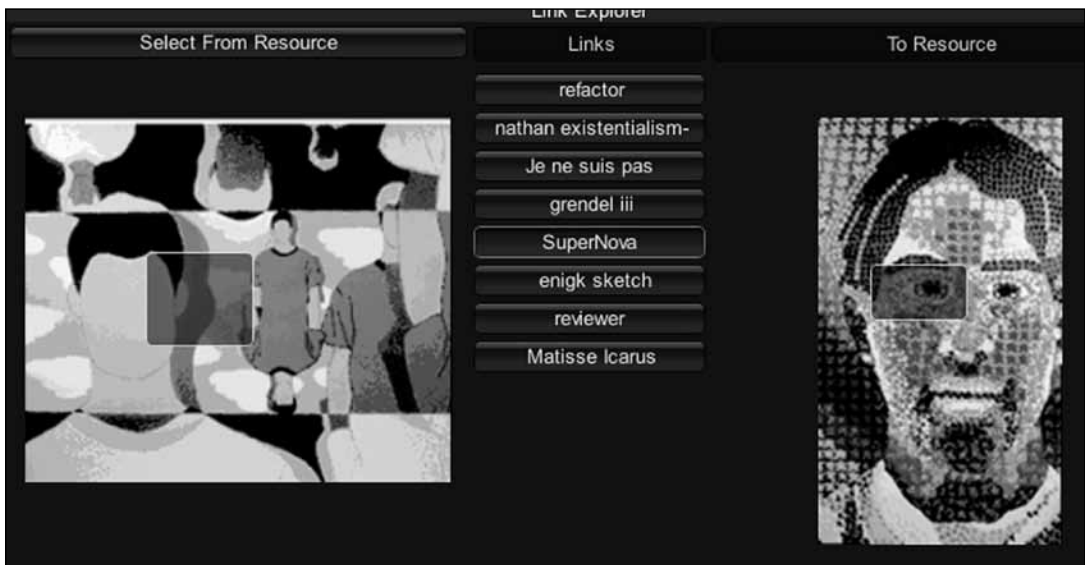 Link Explorer
Select From Resource
Links
To Resource
refactor
nathan existentialism-
Je ne suis pas
grendel iii
SuperNova
enigk sketch
reviewer
Matisse Icarus